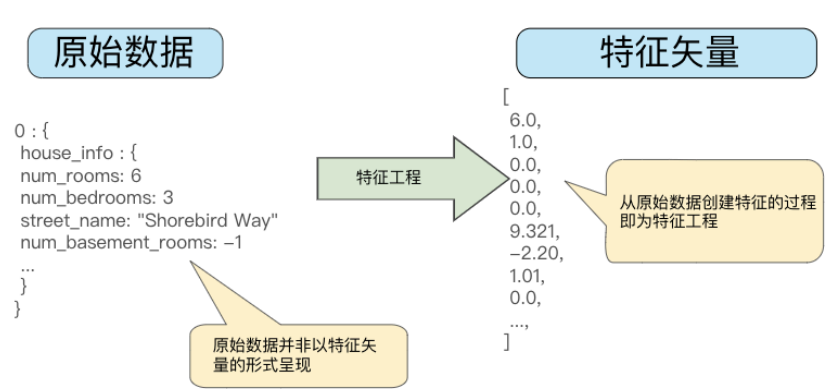 原始数据
特征矢量
0 : {
house_info : {
num_rooms: 6
num_bedrooms: 3
street_name: "Shorebird Way"
num_basement_rooms: −1
...
}
}
原始数据并非以特征矢
量的形式呈现
特征工程
[
6.0,
1.0,
0.0,
0.0,
0.0,
9.321,
−2.20,
1.01,
0.0,
...,
]
从原始数据创建特征的过程
即为特征工程